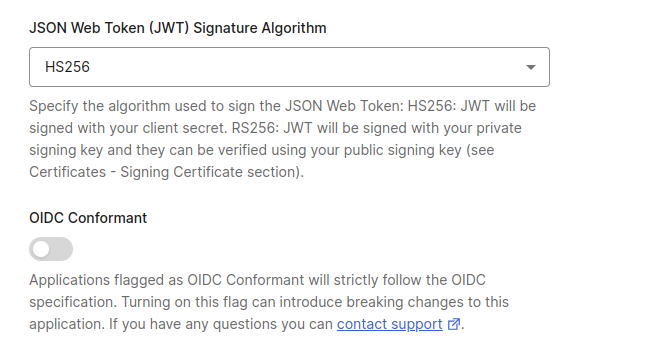 JSON Web Token (JWT) Signature Algorithm
HS256
Specify the algorithm used to sign the JSON Web Token: HS256: JWT will be
signed with your client secret. RS256: JWT will be signed with your private
signing key and they can be verified using your public signing key (see
Certificates - Signing Certificate section).
OIDC Conformant
Applications flagged as OIDC Conformant will strictly follow the OIDC
specification. Turning on this flag can introduce breaking changes to this
application. If you have any questions you can contact support.